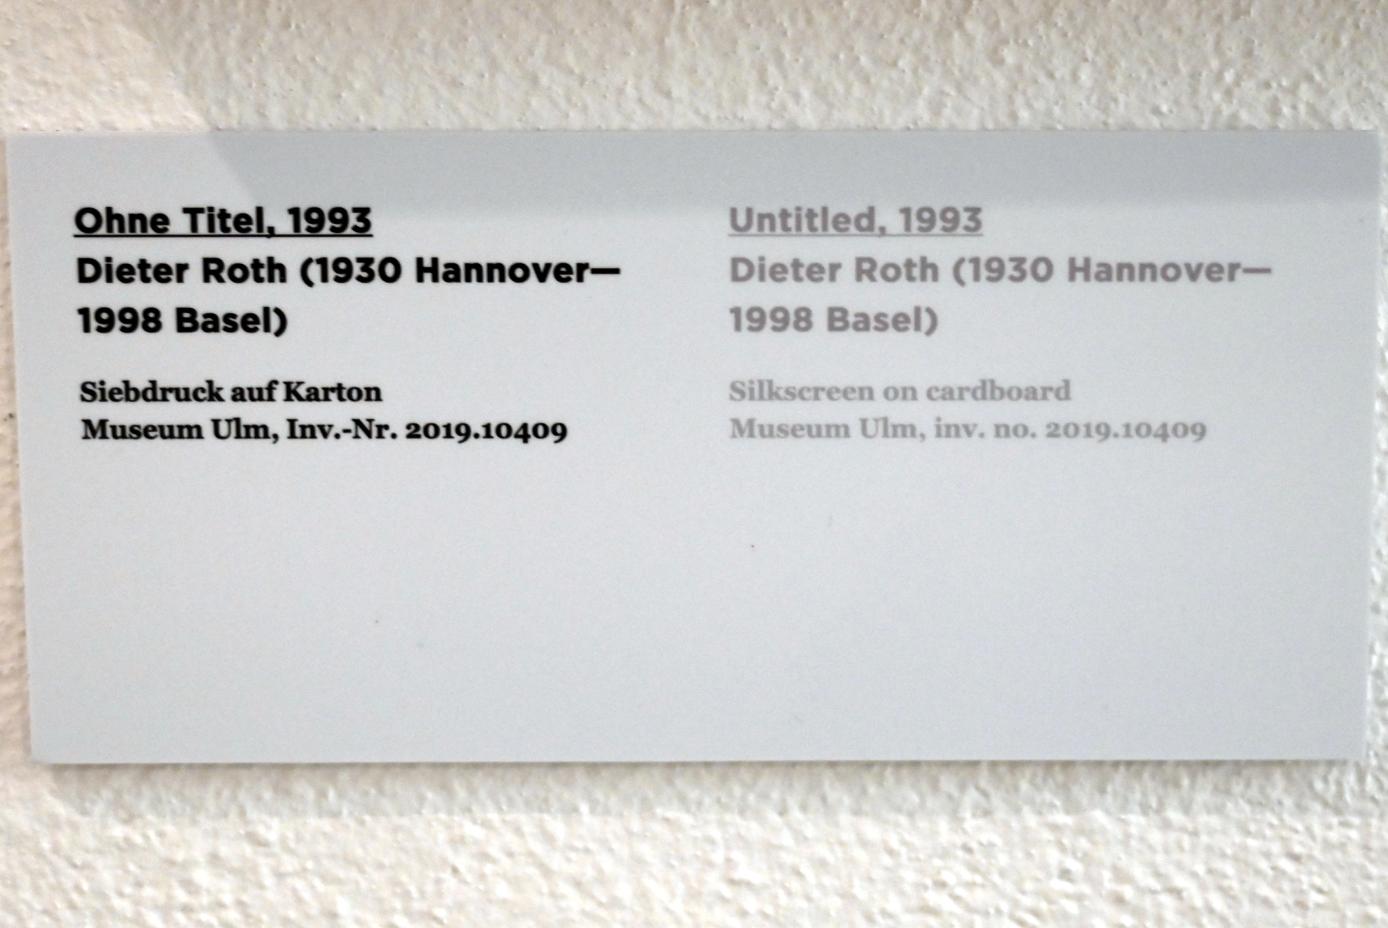 Ohne Titel, 1993
Dieter Roth (1930 Hannover—
1998 Basel)
Siebdruck auf Karton
Museum Ulm, Inv.-Nr. 2019.10409
Untitled, 1993
Dieter Roth (1930 Hannover—
1998 Basel)
Silkscreen on cardboard
Museum Ulm, inv. no. 2019.10409